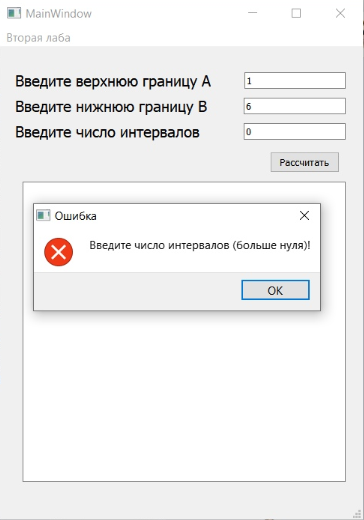 MainWindow
Вторая лаба
Введите верхнюю границу A
1
Введите нижнюю границу B
6
Введите число интервалов
0
Рассчитать
Ошибка
Введите число интервалов (больше нуля)!
OK